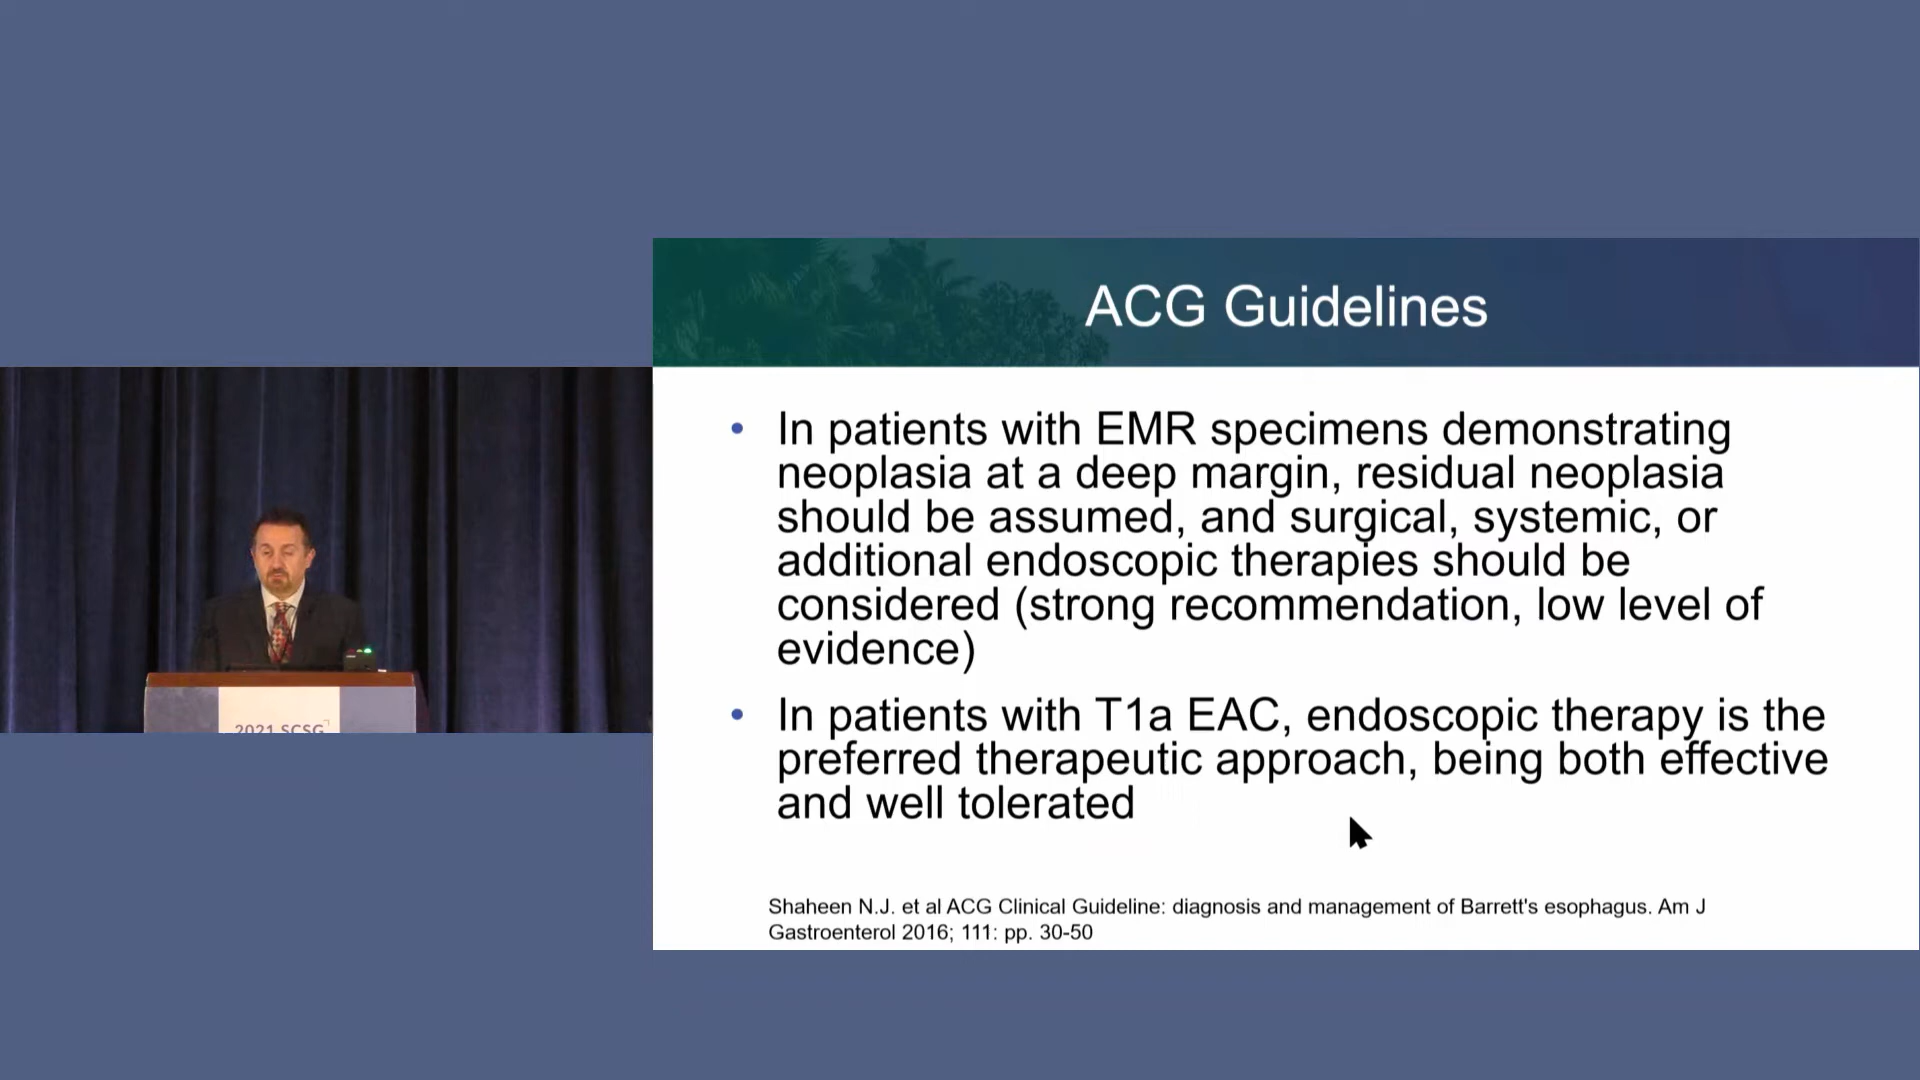 ACG Guidelines
• In patients with EMR specimens demonstrating
neoplasia at a deep margin, residual neoplasia
should be assumed, and surgical, systemic, or
additional endoscopic therapies should be
considered (strong recommendation, low level of
evidence)
• In patients with T1a EAC, endoscopic therapy is the
preferred therapeutic approach, being both effective
and well tolerated
Shaheen N.J. et al ACG Clinical Guideline: diagnosis and management of Barrett's esophagus. Am J
Gastroenterol 2016; 111: pp. 30-50
2021 SCSG